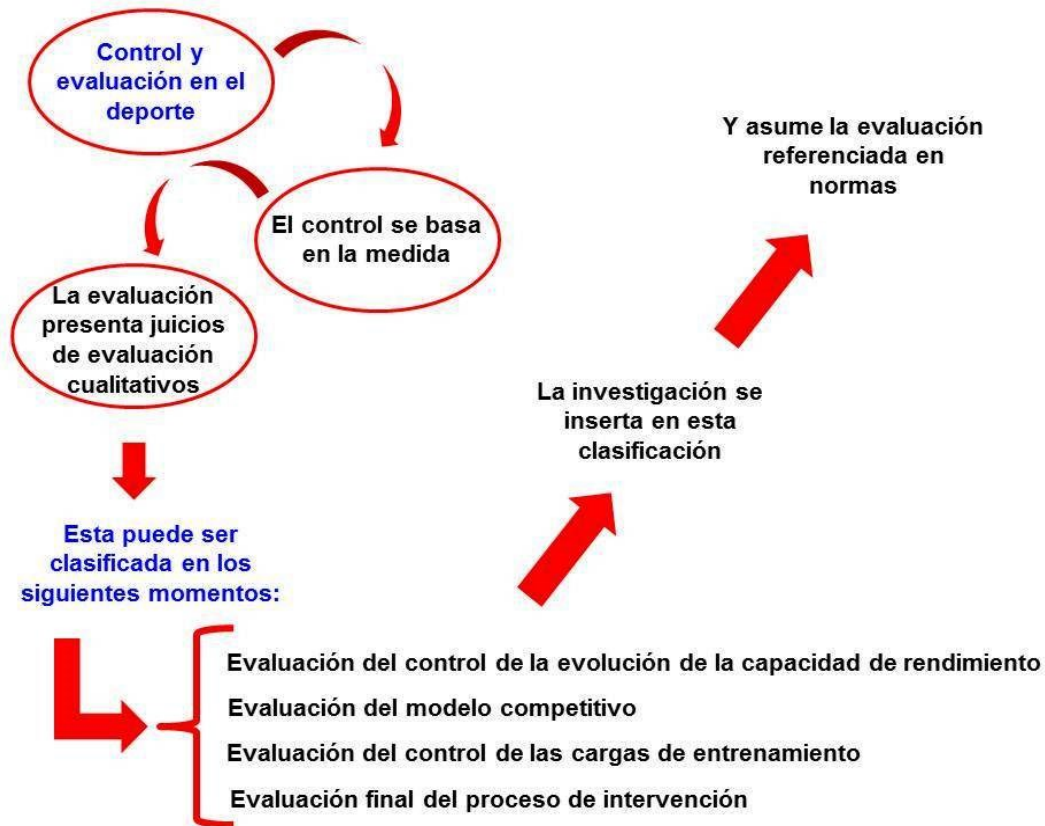 Control y
evaluación en el
deporte
El control se basa
en la medida
La evaluación
presenta juicios
de evaluación
cualitativos
Esta puede ser
clasificada en los
siguientes momentos:
Evaluación del control de la evolución de la capacidad de rendimiento
Evaluación del modelo competitivo
Evaluación del control de las cargas de entrenamiento
Evaluación final del proceso de intervención
La investigación se
inserta en esta
clasificación
Y asume la evaluación
referenciada en
normas